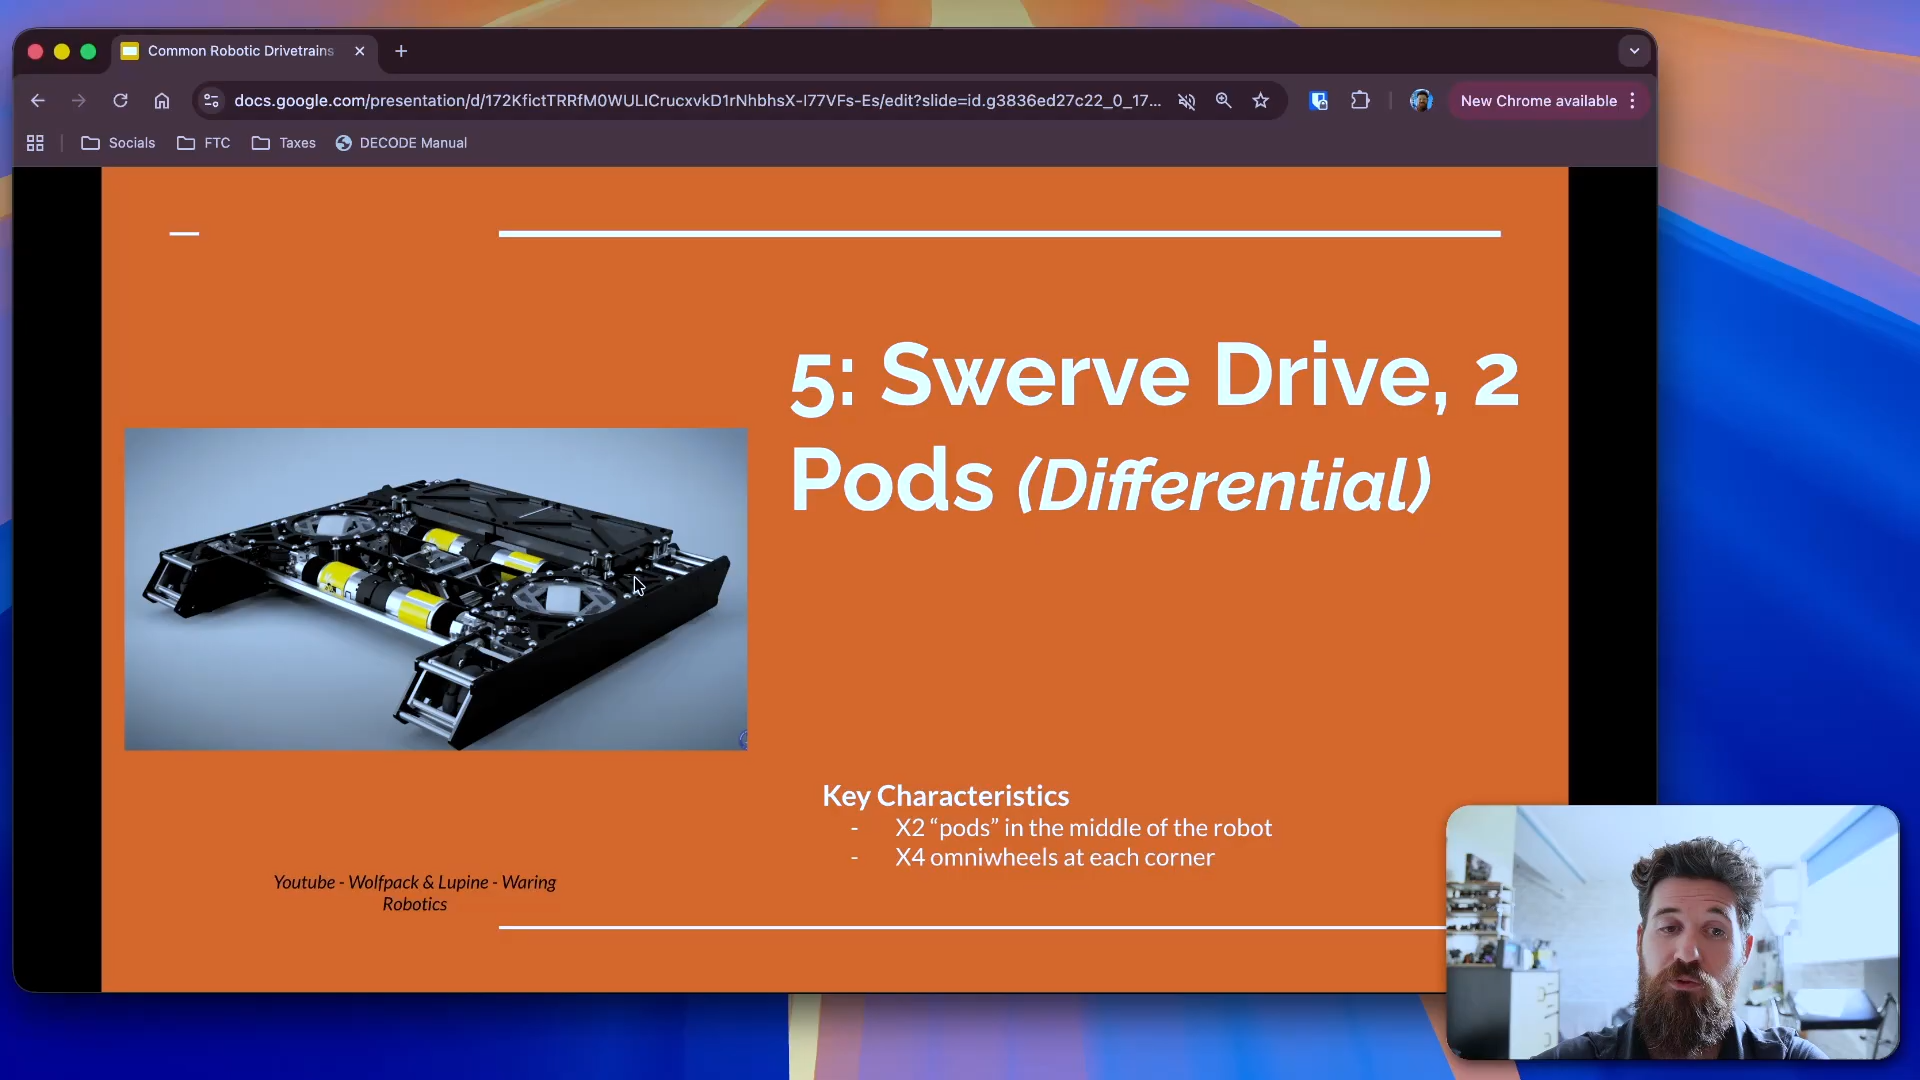 Common Robotic Drivetrains
docs.google.com/presentation/d/172KfictTRRfM0WULICrucxvkD1rNhbhsX-I77VFs-Es/edit?slide=id.g3836ed27c22_0_17...
New Chrome available
Socials
FTC
Taxes
DECODE Manual
5: Swerve Drive, 2
Pods (Differential)
Key Characteristics
- X2 “pods” in the middle of the robot
- X4 omniwheels at each corner
Youtube - Wolfpack & Lupine - Waring
Robotics